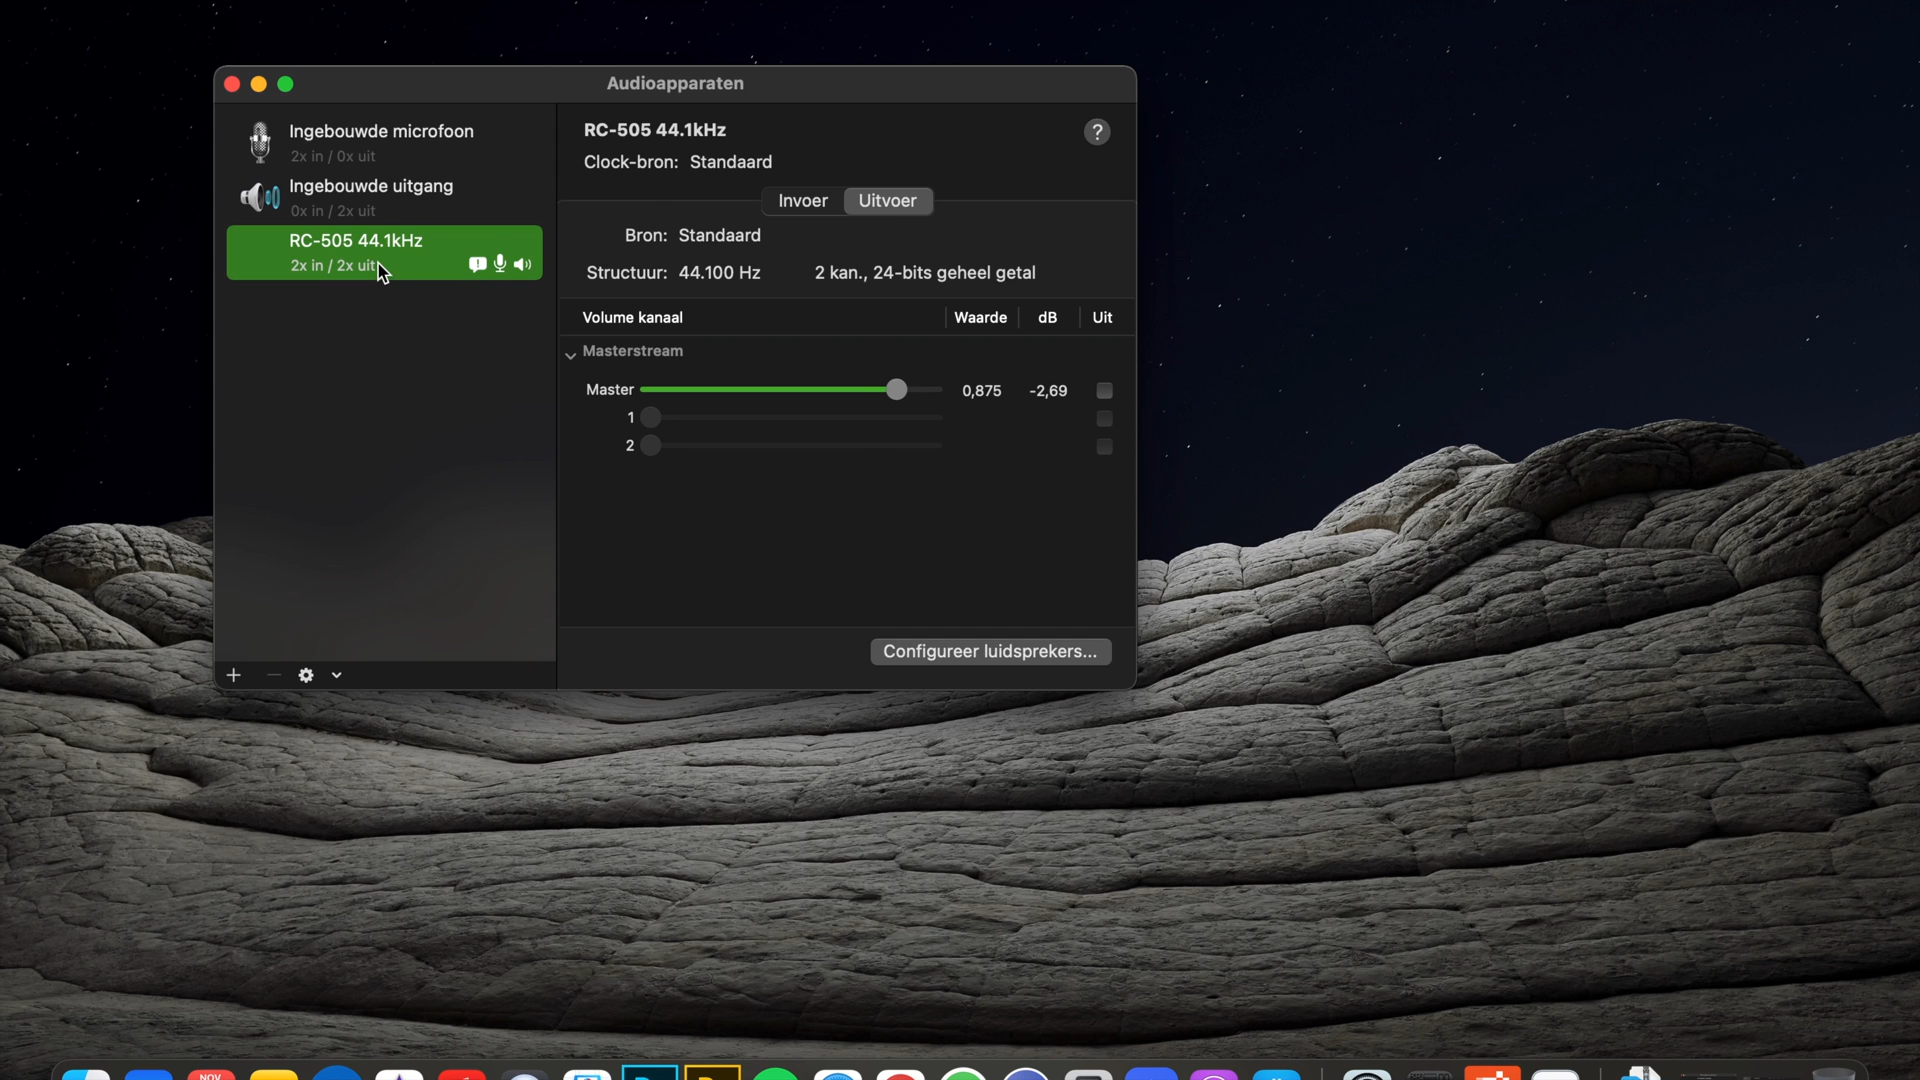 Audioapparaten
Ingebouwde microfoon
2x in / 0x uit
Ingebouwde uitgang
0x in / 2x uit
RC-505 44.1kHz
2x in / 2x uit
RC-505 44.1kHz
?
Clock-bron: Standaard
Invoer
Uitvoer
Bron: Standaard
Structuur: 44.100 Hz 2 kan., 24-bits geheel getal
Volume kanaal Waarde dB Uit
Masterstream
Master 0,875 -2,69
1
2
Configureer luidsprekers...
NOV